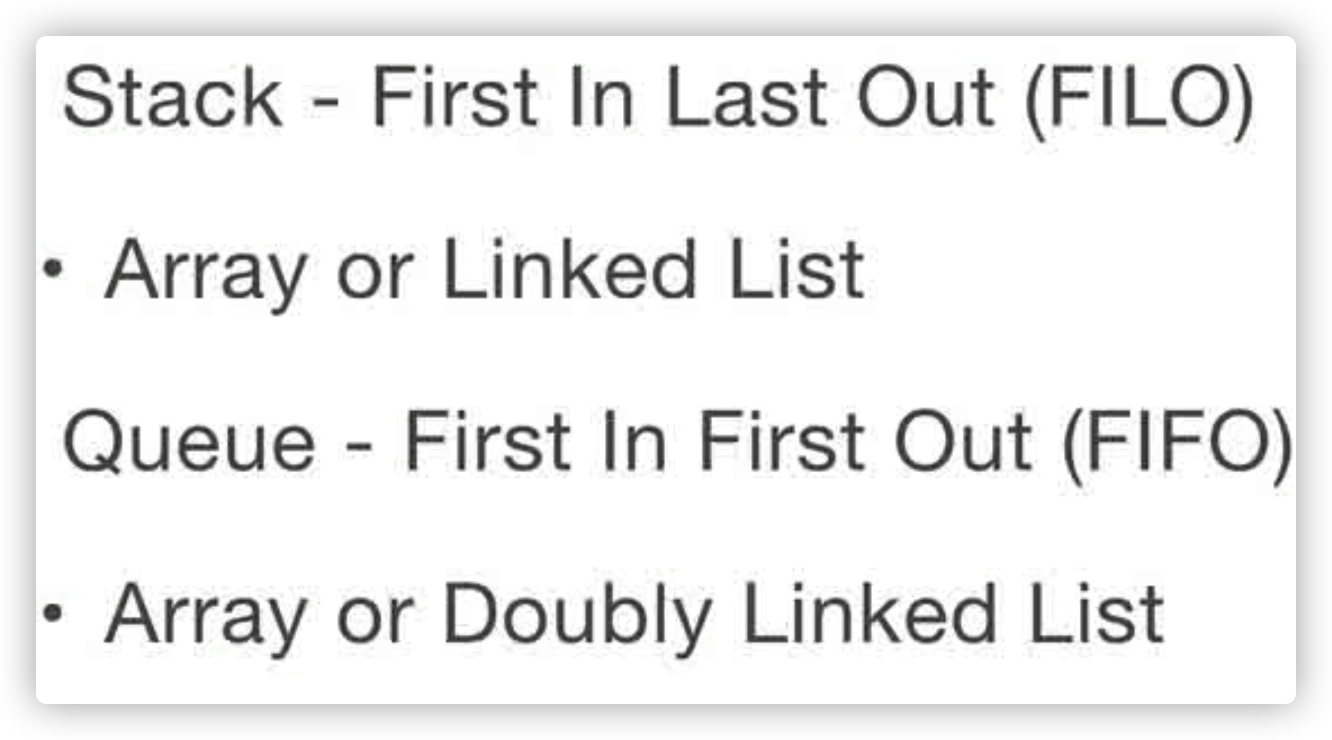 Stack - First In Last Out (FILO)
• Array or Linked List
Queue - First In First Out (FIFO)
• Array or Doubly Linked List